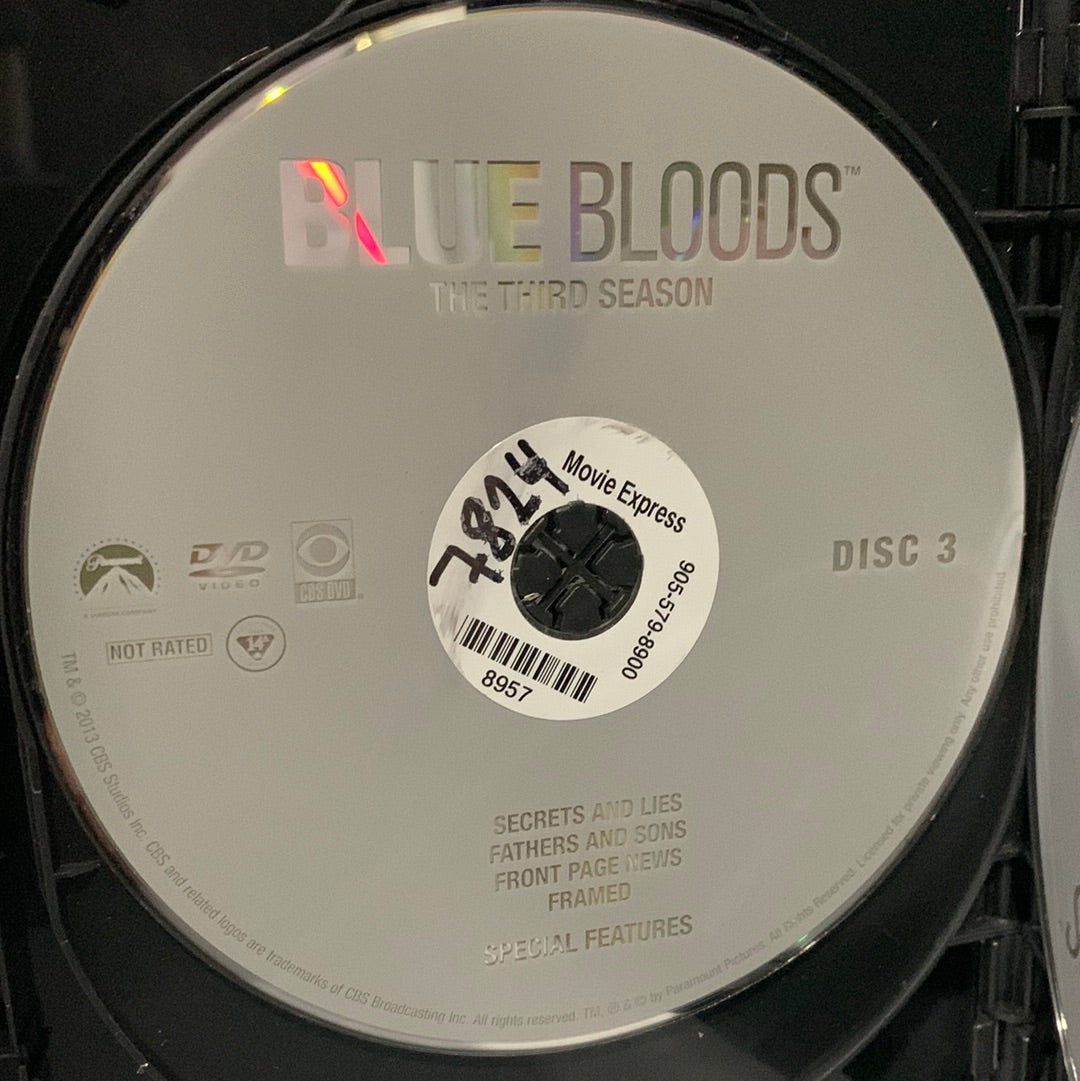 BLUE BLOODS™
THE THIRD SEASON
7824
Movie Express
905-579-8900
8957
DISC 3
Paramount
A VIACOM COMPANY
DVD
VIDEO
CBS DVD
NOT RATED
14+
SECRETS AND LIES
FATHERS AND SONS
FRONT PAGE NEWS
FRAMED
SPECIAL FEATURES
TM & © 2013 CBS Studios Inc. CBS and related logos are trademarks of CBS Broadcasting Inc. All rights reserved. TM, ® & © by Paramount Pictures. All Rights Reserved. Licensed for private viewing only. Any other use prohibited